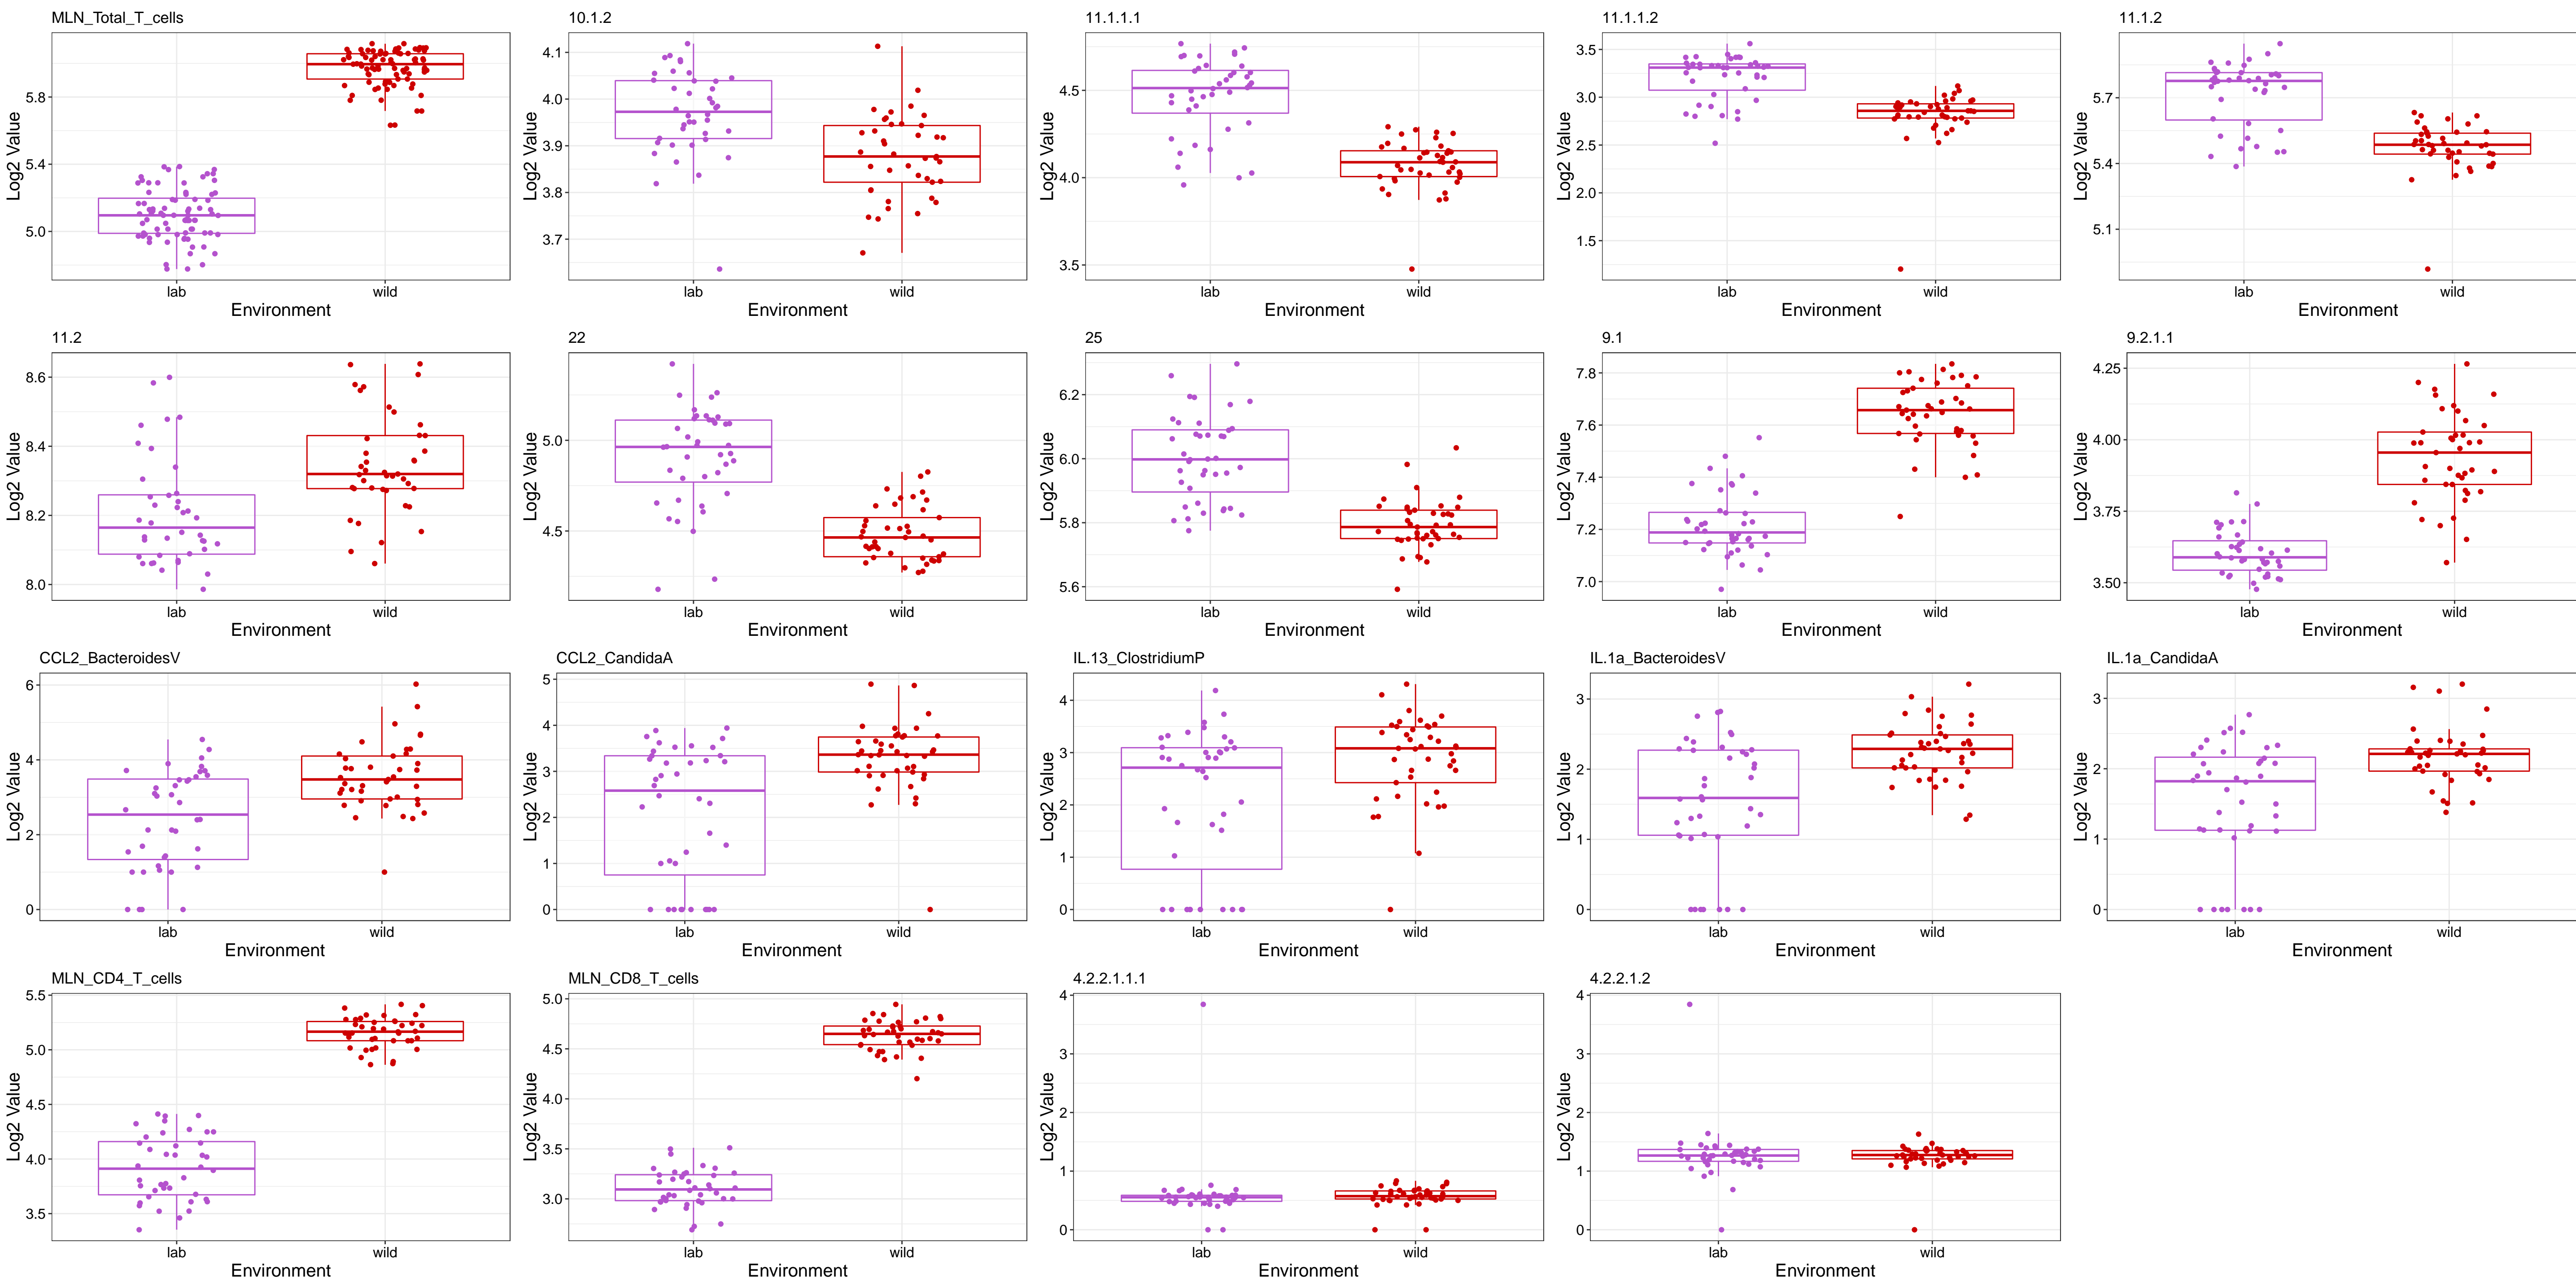 MLN_Total_T_cells 10.1.2 11.1.1.1 11.1.1.2 11.1.2
Log2 Value Log2 Value Log2 Value Log2 Value Log2 Value
5.8 4.1 4.5 3.5 5.7
5.4 4.0 4.0 3.0 5.4
5.0 3.9 3.5 2.5 5.1
3.8 2.0
3.7 1.5
lab wild lab wild lab wild lab wild lab wild
Environment Environment Environment Environment Environment
11.2 22 25 9.1 9.2.1.1
Log2 Value Log2 Value Log2 Value Log2 Value Log2 Value
8.6 5.0 6.2 7.8 4.25
8.4 4.5 6.0 7.6 4.00
8.2 5.8 7.4 3.75
8.0 5.6 7.2 3.50
7.0
lab wild lab wild lab wild lab wild lab wild
Environment Environment Environment Environment Environment
CCL2_BacteroidesV CCL2_CandidaA IL.13_ClostridiumP IL.1a_BacteroidesV IL.1a_CandidaA
Log2 Value Log2 Value Log2 Value Log2 Value Log2 Value
6 5 4 3 3
4 4 3 2 2
2 3 2 1 1
0 2 1 0 0
1 0
0
lab wild lab wild lab wild lab wild lab wild
Environment Environment Environment Environment Environment
MLN_CD4_T_cells MLN_CD8_T_cells 4.2.2.1.1.1 4.2.2.1.2
Log2 Value Log2 Value Log2 Value Log2 Value
5.5 5.0 4 4
5.0 4.5 3 3
4.5 4.0 2 2
4.0 3.5 1 1
3.5 3.0 0 0
lab wild lab wild lab wild lab wild
Environment Environment Environment Environment